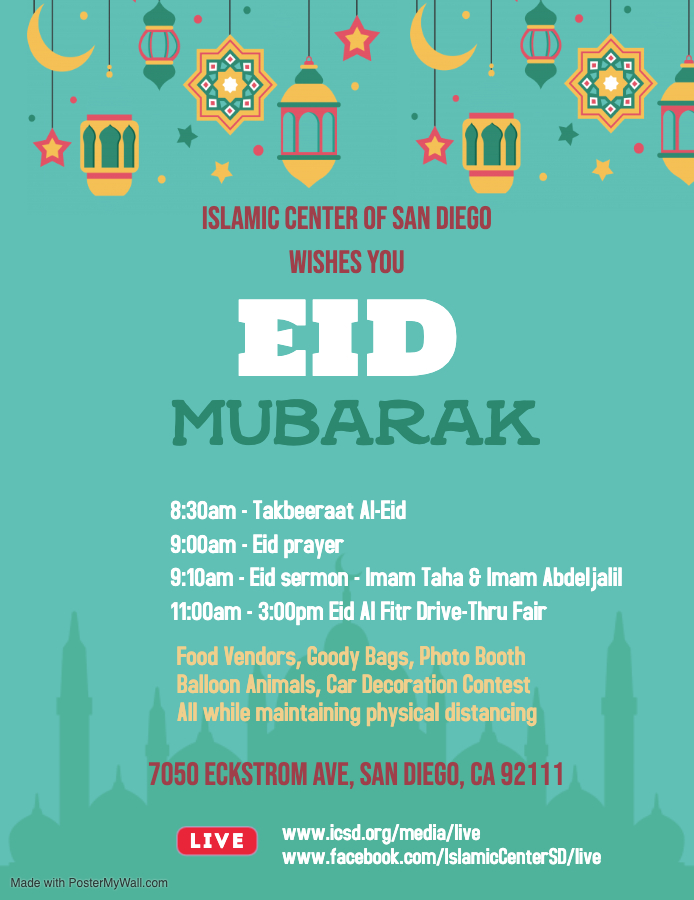 ISLAMIC CENTER OF SAN DIEGO
WISHES YOU
EID
MUBARAK
8:30am - Takbeeraat Al-Eid
9:00am - Eid prayer
9:10am - Eid sermon - Imam Taha & Imam Abdeljalil
11:00am - 3:00pm Eid Al Fitr Drive-Thru Fair
Food Vendors, Goody Bags, Photo Booth
Balloon Animals, Car Decoration Contest
All while maintaining physical distancing
7050 ECKSTROM AVE, SAN DIEGO, CA 92111
LIVE
www.icsd.org/media/live
www.facebook.com/IslamicCenterSD/live
Made with PosterMyWall.com